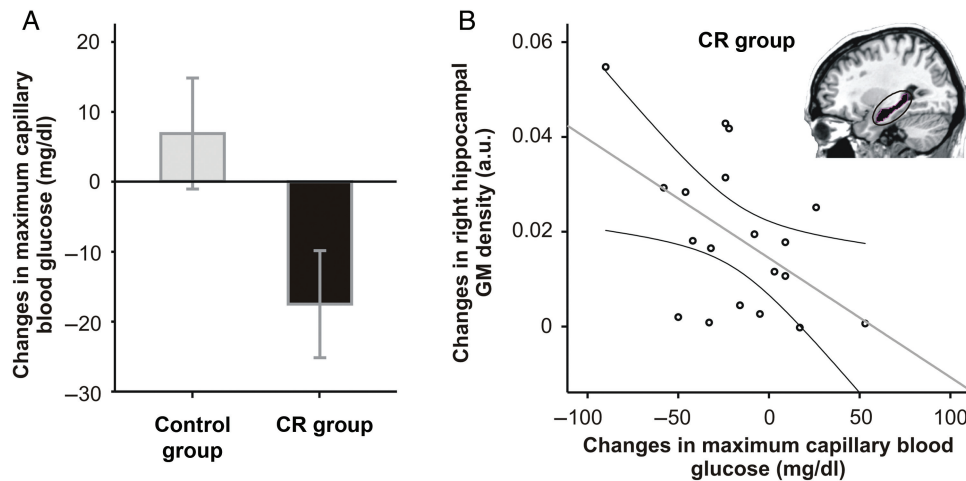 A
Changes in maximum capillary
blood glucose (mg/dl)
20
10
0
–10
–20
–30
Control
group
CR group
B
CR group
Changes in right hippocampal
GM density (a.u.)
0.06
0.04
0.02
0
–100
–50
0
50
100
Changes in maximum capillary blood
glucose (mg/dl)